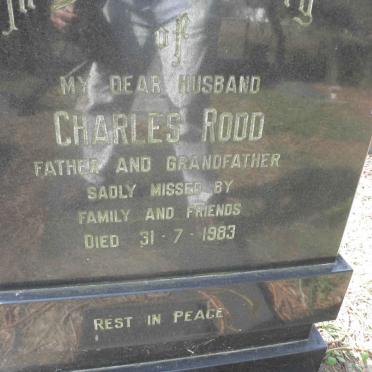 of
MY DEAR HUSBAND
CHARLES RODD
FATHER AND GRANDFATHER
SADLY MISSED BY
FAMILY AND FRIENDS
DIED 31-7-1983
REST IN PEACE